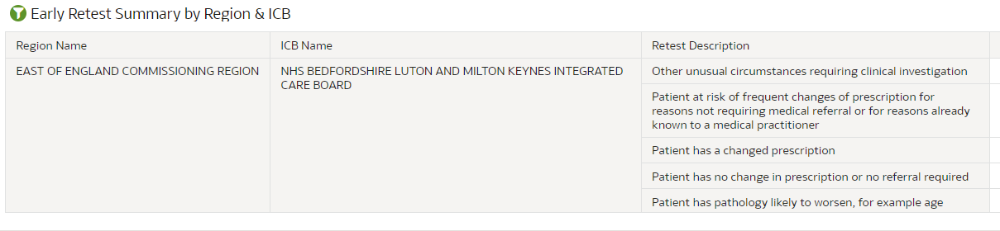 Early Retest Summary by Region & ICB
Region Name
ICB Name
Retest Description
EAST OF ENGLAND COMMISSIONING REGION
NHS BEDFORDSHIRE LUTON AND MILTON KEYNES INTEGRATED
CARE BOARD
Other unusual circumstances requiring clinical investigation
Patient at risk of frequent changes of prescription for
reasons not requiring medical referral or for reasons already
known to a medical practitioner
Patient has a changed prescription
Patient has no change in prescription or no referral required
Patient has pathology likely to worsen, for example age